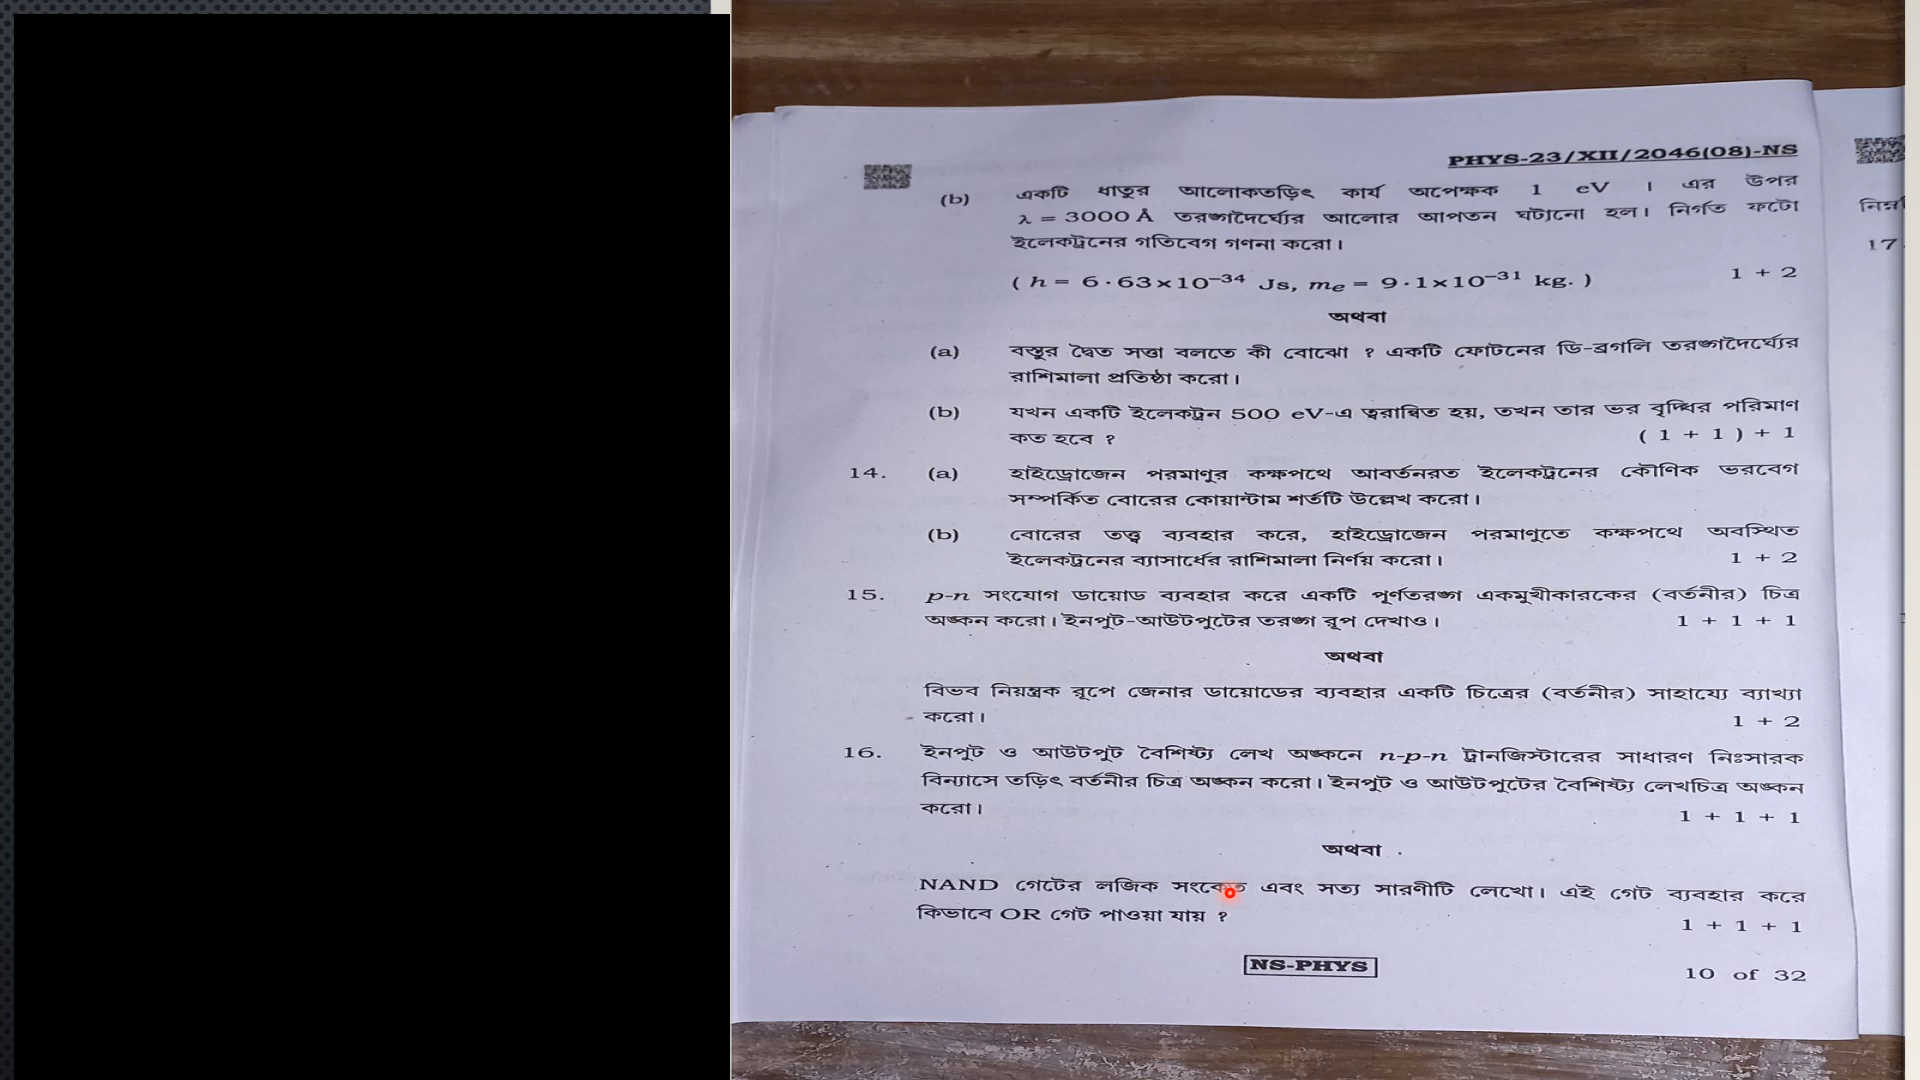 PHYS-23/XII/2046(08)-NS
(b) একটি ধাতুর আলোকতড়িৎ কার্য অপেক্ষক 1 eV । এর উপর
λ = 3000 Å তরঙ্গদৈর্ঘ্যের আলোর আপতন ঘটানো হল। নির্গত ফটো
ইলেকট্রনের গতিবেগ গণনা করো।
( h = 6·63×10⁻³⁴ Js, mₑ = 9·1×10⁻³¹ kg. ) 1 + 2
অথবা
(a) বস্তুর দ্বৈত সত্তা বলতে কী বোঝো ? একটি ফোটনের ডি-ব্রগলি তরঙ্গদৈর্ঘ্যের
রাশিমালা প্রতিষ্ঠা করো।
(b) যখন একটি ইলেকট্রন 500 eV-এ ত্বরান্বিত হয়, তখন তার ভর বৃদ্ধির পরিমাণ
কত হবে ? ( 1 + 1 ) + 1
14. (a) হাইড্রোজেন পরমাণুর কক্ষপথে আবর্তনরত ইলেকট্রনের কৌণিক ভরবেগ
সম্পর্কিত বোরের কোয়ান্টাম শর্তটি উল্লেখ করো।
(b) বোরের তত্ত্ব ব্যবহার করে, হাইড্রোজেন পরমাণুতে কক্ষপথে অবস্থিত
ইলেকট্রনের ব্যাসার্ধের রাশিমালা নির্ণয় করো। 1 + 2
15. p-n সংযোগ ডায়োড ব্যবহার করে একটি পূর্ণতরঙ্গ একমুখীকারকের (বর্তনীর) চিত্র
অঙ্কন করো। ইনপুট-আউটপুটের তরঙ্গ রূপ দেখাও। 1 + 1 + 1
অথবা
বিভব নিয়ন্ত্রক রূপে জেনার ডায়োডের ব্যবহার একটি চিত্রের (বর্তনীর) সাহায্যে ব্যাখ্যা
করো। 1 + 2
16. ইনপুট ও আউটপুট বৈশিষ্ট্য লেখ অঙ্কনে n-p-n ট্রানজিস্টারের সাধারণ নিঃসারক
বিন্যাসে তড়িৎ বর্তনীর চিত্র অঙ্কন করো। ইনপুট ও আউটপুটের বৈশিষ্ট্য লেখচিত্র অঙ্কন
করো। 1 + 1 + 1
অথবা
NAND গেটের লজিক সংকেত এবং সত্য সারণীটি লেখো। এই গেট ব্যবহার করে
কিভাবে OR গেট পাওয়া যায় ? 1 + 1 + 1
NS-PHYS
10 of 32
17